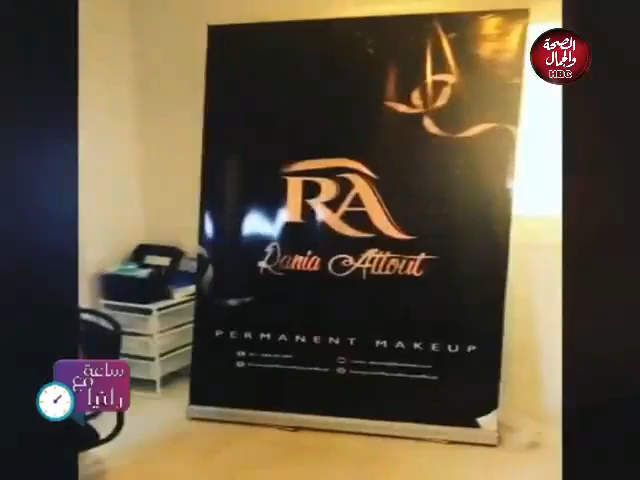 الصحة
والجمال
HBC
RA
Rania Attout
PERMANENT MAKEUP
ساعة
مع
رانيا